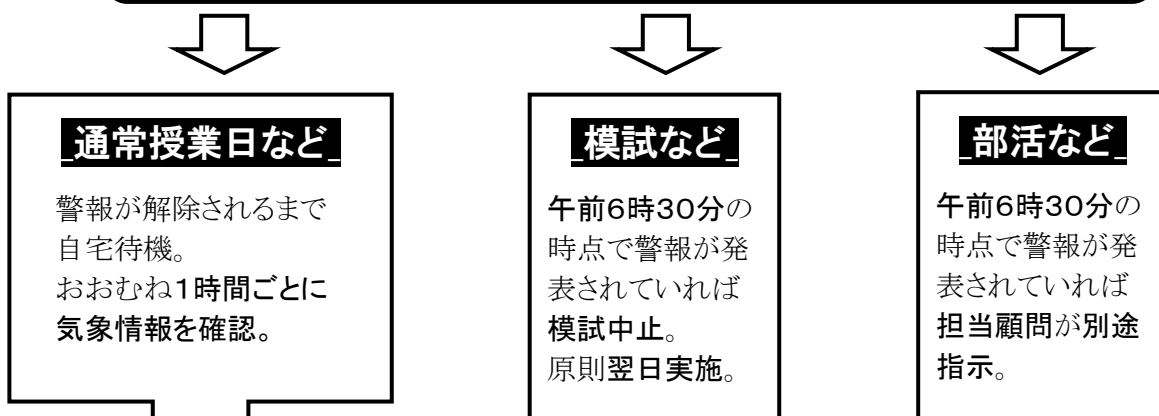 通常授業日など
警報が解除されるまで
自宅待機。
おおむね1時間ごとに
気象情報を確認。
模試など
午前6時30分の
時点で警報が発
表されていれば
模試中止。
原則翌日実施。
部活など
午前6時30分の
時点で警報が発
表されていれば
担当顧問が別途
指示。